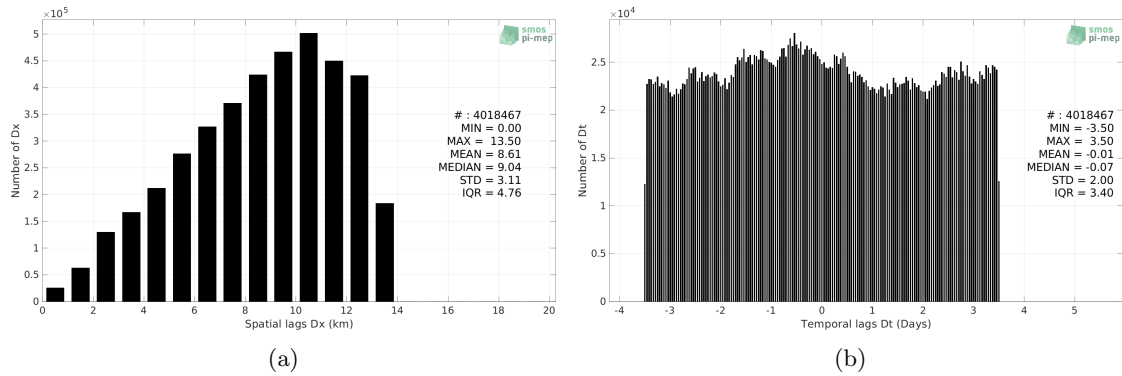 ×10⁵
5
4.5
4
3.5
3
2.5
2
1.5
1
0.5
0
Number of Dx
0 2 4 6 8 10 12 14 16 18 20
Spatial lags Dx (km)
smos
pi-mep
# : 4018467
MIN = 0.00
MAX = 13.50
MEAN = 8.61
MEDIAN = 9.04
STD = 3.11
IQR = 4.76
(a)
×10⁴
2.5
2
1.5
1
0.5
0
Number of Dt
-4 -3 -2 -1 0 1 2 3 4 5
Temporal lags Dt (Days)
smos
pi-mep
# : 4018467
MIN = -3.50
MAX = 3.50
MEAN = -0.01
MEDIAN = -0.07
STD = 2.00
IQR = 3.40
(b)